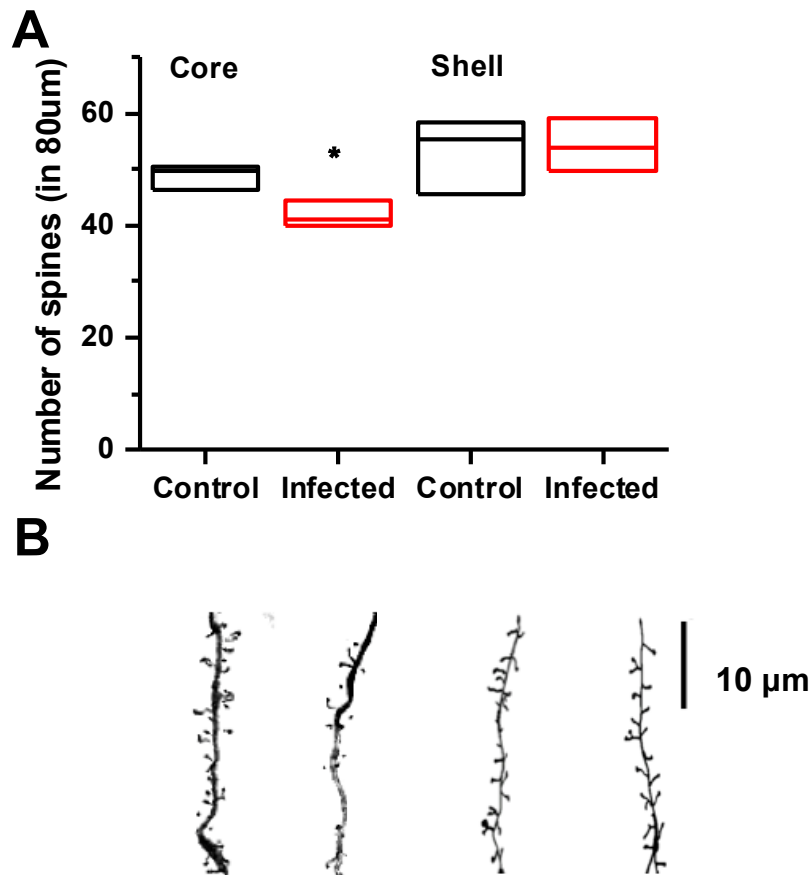 A
Core Shell
Number of spines (in 80um)
60
*
40
20
0
Control Infected Control Infected
B
10 µm